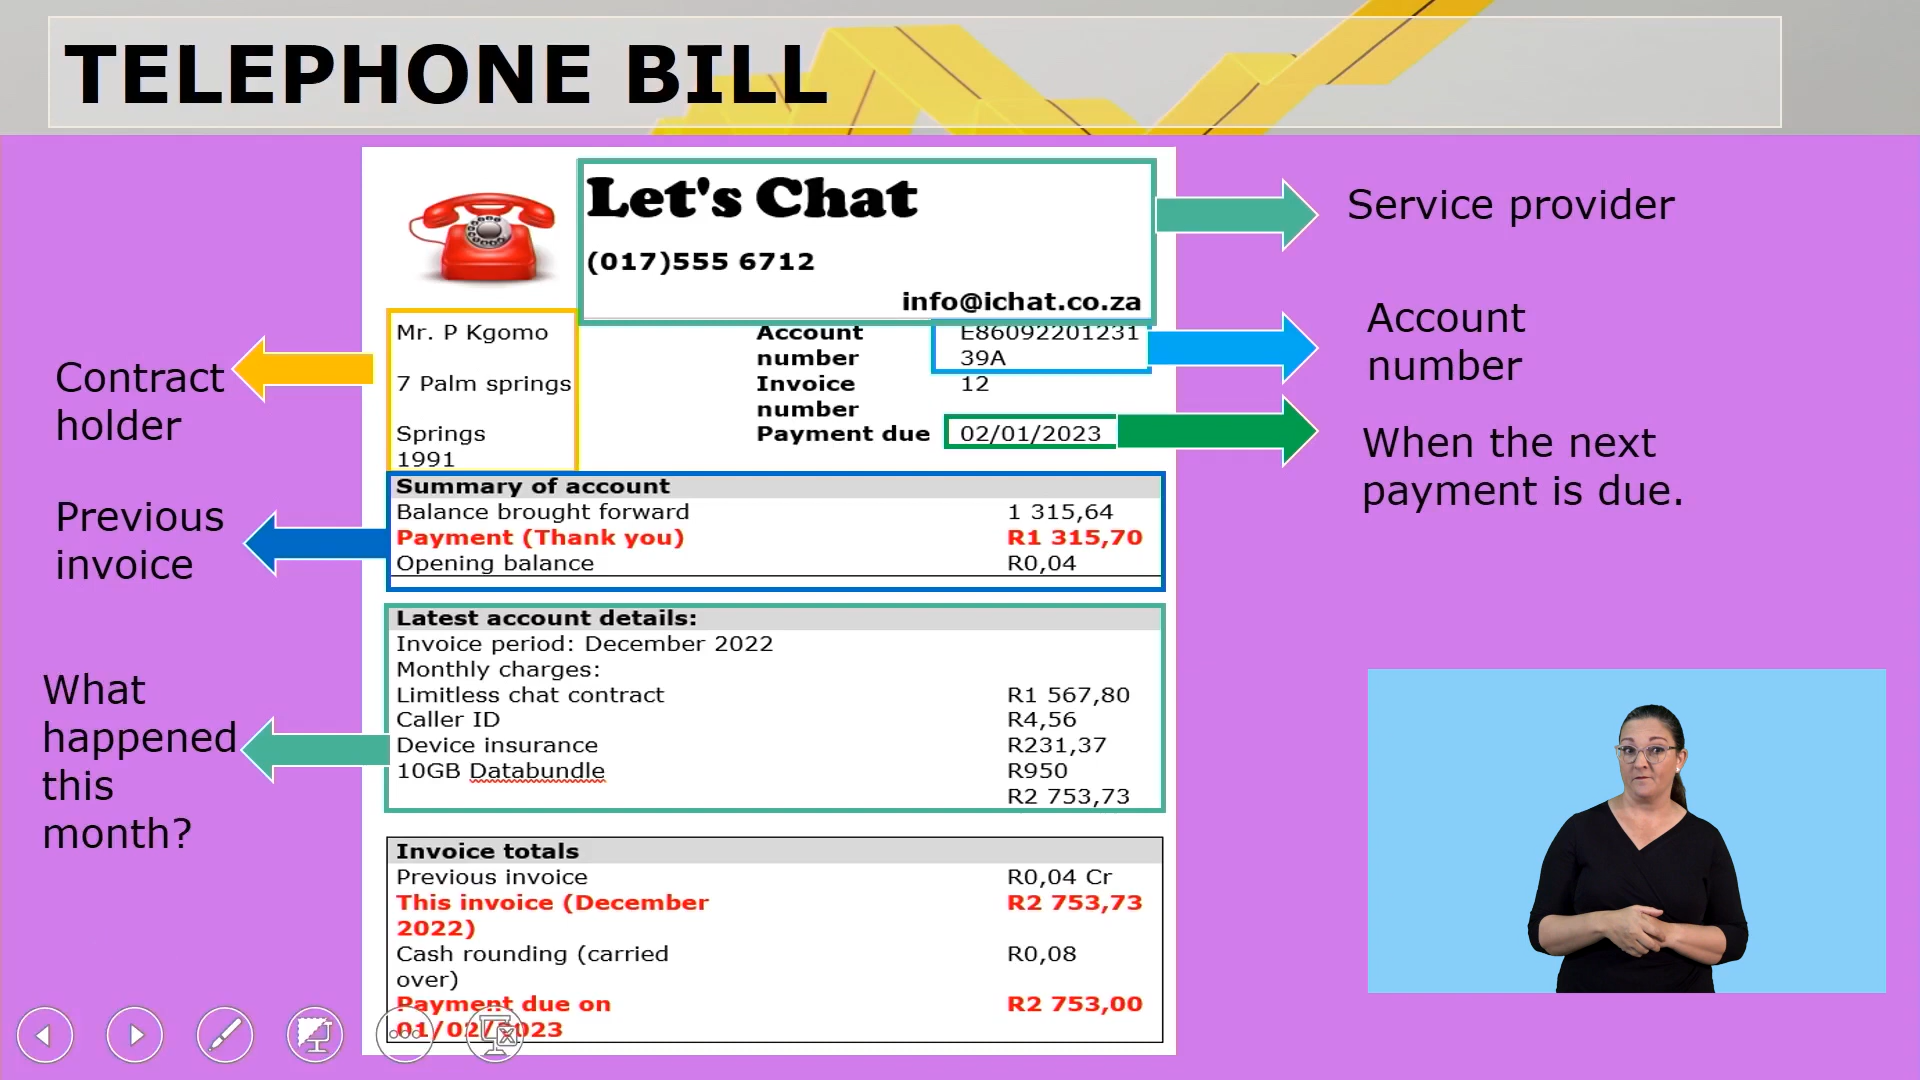 TELEPHONE BILL
Let's Chat
(017)555 6712
info@ichat.co.za
Service provider
Mr. P Kgomo
7 Palm springs
Springs
1991
Account
number
E86092201231
39A
Invoice
number
12
Payment due
02/01/2023
Account
number
When the next
payment is due.
Contract
holder
Previous
invoice
Summary of account
Balance brought forward 1 315,64
Payment (Thank you) R1 315,70
Opening balance R0,04
What
happened
this
month?
Latest account details:
Invoice period: December 2022
Monthly charges:
Limitless chat contract R1 567,80
Caller ID R4,56
Device insurance R231,37
10GB Databundle R950
R2 753,73
Invoice totals
Previous invoice R0,04 Cr
This invoice (December R2 753,73
2022)
Cash rounding (carried R0,08
over)
Payment due on R2 753,00
01/02/2023